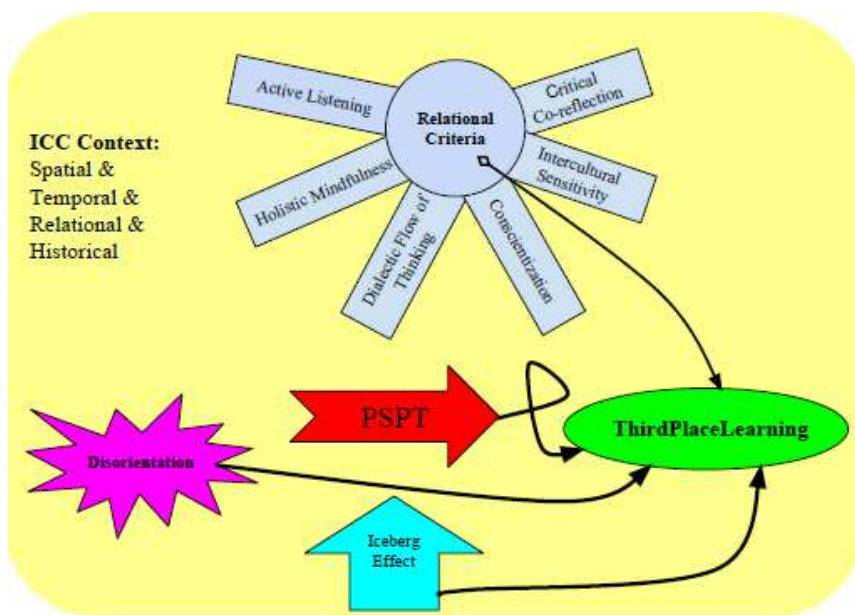 Active Listening
Relational
Criteria
Critical
Co-reflection
ICC Context:
Spatial &
Temporal &
Relational &
Historical
Holistic Mindfulness
Intercultural
Sensitivity
Dialectic Flow of
Thinking
Conscientization
PSPT
ThirdPlaceLearning
Disorientation
Iceberg
Effect